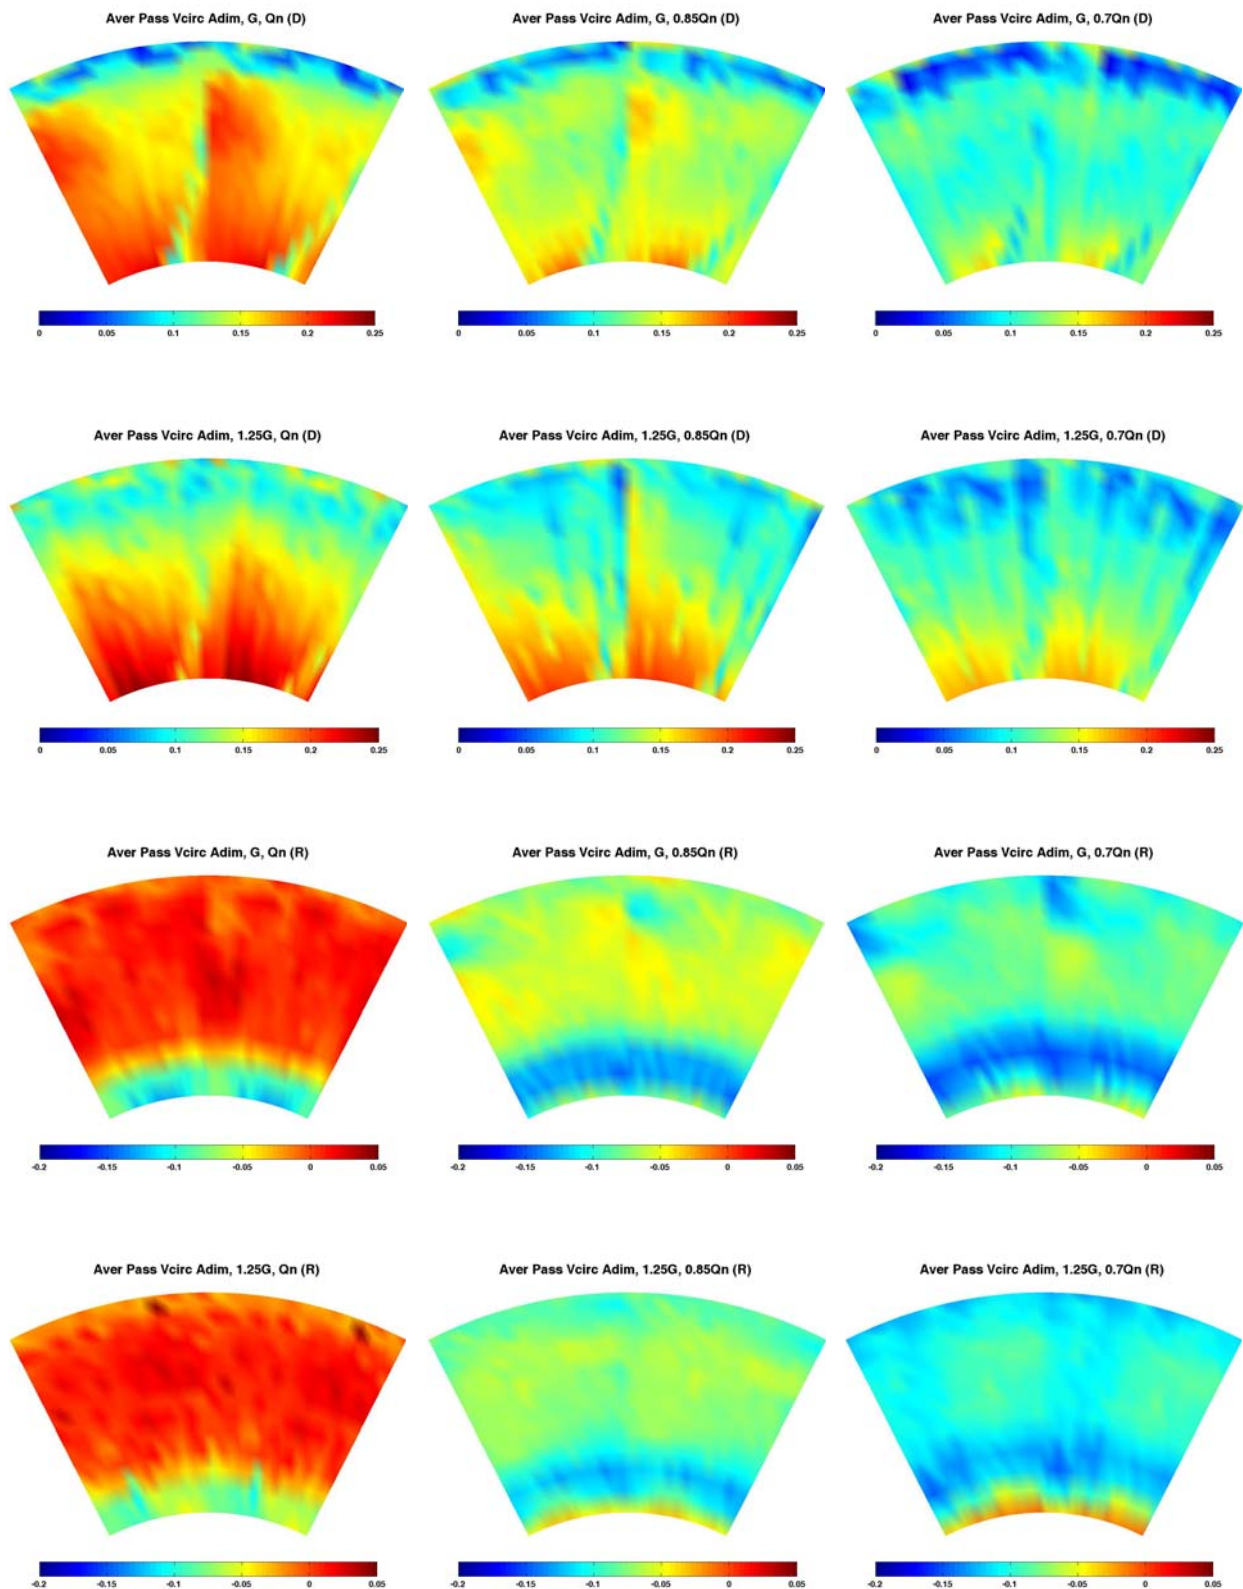 Aver Pass Vcirc Adim, G, Qn (D)
Aver Pass Vcirc Adim, G, 0.85Qn (D)
Aver Pass Vcirc Adim, G, 0.7Qn (D)
0 0.05 0.1 0.15 0.2 0.25
0 0.05 0.1 0.15 0.2 0.25
0 0.05 0.1 0.15 0.2 0.25
Aver Pass Vcirc Adim, 1.25G, Qn (D)
Aver Pass Vcirc Adim, 1.25G, 0.85Qn (D)
Aver Pass Vcirc Adim, 1.25G, 0.7Qn (D)
0 0.05 0.1 0.15 0.2 0.25
0 0.05 0.1 0.15 0.2 0.25
0 0.05 0.1 0.15 0.2 0.25
Aver Pass Vcirc Adim, G, Qn (R)
Aver Pass Vcirc Adim, G, 0.85Qn (R)
Aver Pass Vcirc Adim, G, 0.7Qn (R)
-0.2 -0.15 -0.1 -0.05 0 0.05
-0.2 -0.15 -0.1 -0.05 0 0.05
-0.2 -0.15 -0.1 -0.05 0 0.05
Aver Pass Vcirc Adim, 1.25G, Qn (R)
Aver Pass Vcirc Adim, 1.25G, 0.85Qn (R)
Aver Pass Vcirc Adim, 1.25G, 0.7Qn (R)
-0.2 -0.15 -0.1 -0.05 0 0.05
-0.2 -0.15 -0.1 -0.05 0 0.05
-0.2 -0.15 -0.1 -0.05 0 0.05